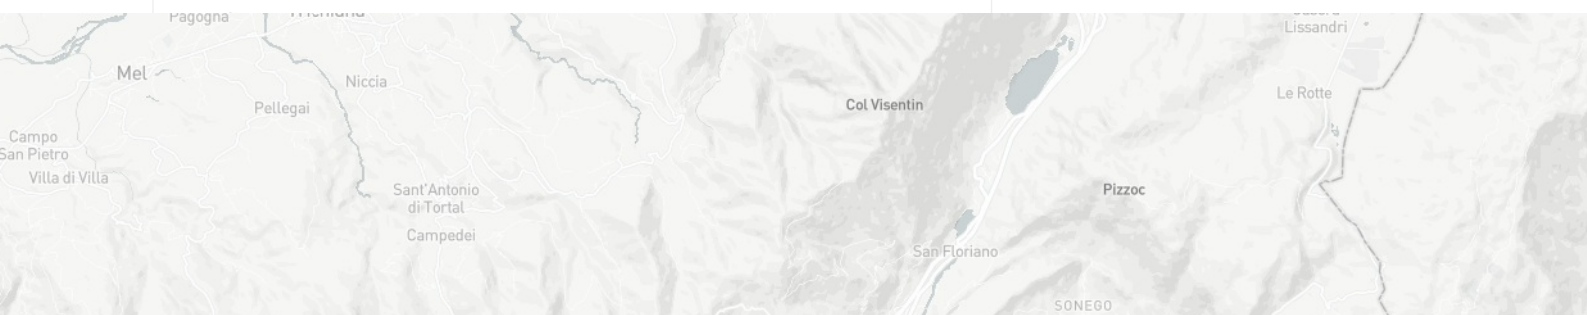 Pagogna
Trichiana
Lissandri
Mel
Niccia
Le Rotte
Pellegai
Col Visentin
Campo
San Pietro
Villa di Villa
Sant'Antonio
di Tortal
Pizzoc
Campedei
San Floriano
SONEGO